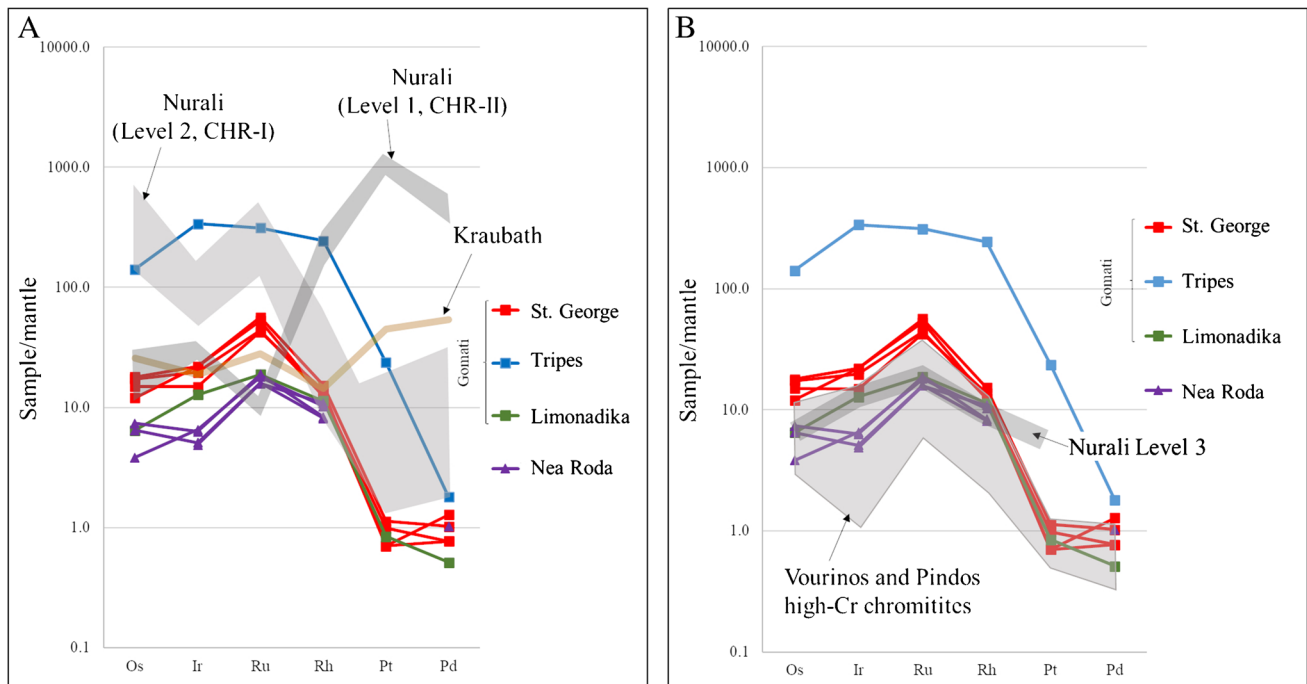 A
Sample/mantle
10000.0
1000.0
100.0
10.0
1.0
0.1
Os Ir Ru Rh Pt Pd
Nurali
(Level 2, CHR-I)
Nurali
(Level 1, CHR-II)
Kraubath
Gomati
St. George
Tripes
Limonadika
Nea Roda
B
Sample/mantle
10000.0
1000.0
100.0
10.0
1.0
0.1
Os Ir Ru Rh Pt Pd
Gomati
St. George
Tripes
Limonadika
Nea Roda
Nurali Level 3
Vourinos and Pindos
high-Cr chromitites